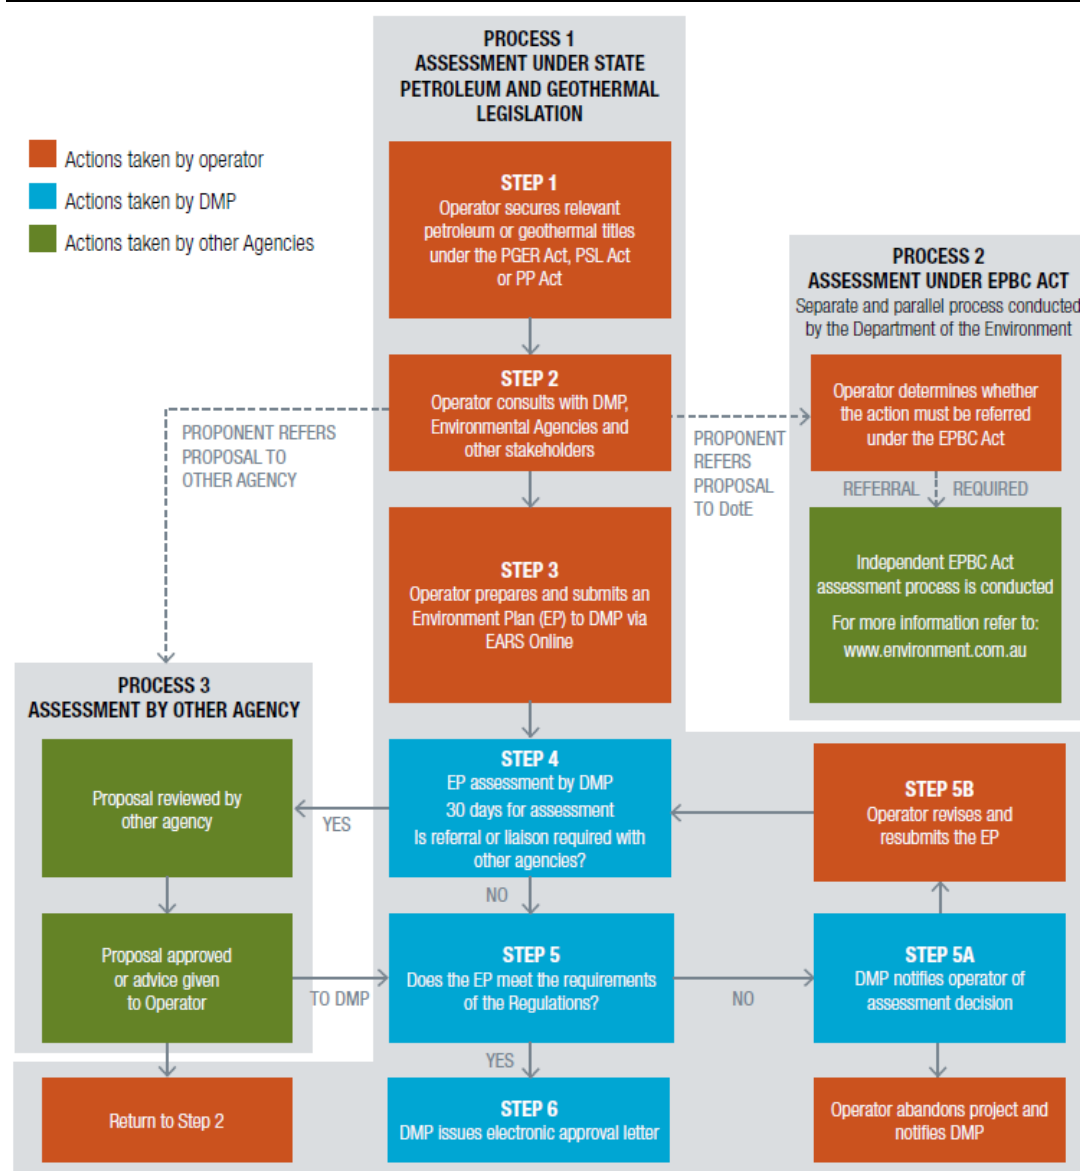 PROCESS 1
ASSESSMENT UNDER STATE
PETROLEUM AND GEOTHERMAL
LEGISLATION
Actions taken by operator
Actions taken by DMP
Actions taken by other Agencies
STEP 1
Operator secures relevant
petroleum or geothermal titles
under the PGER Act, PSL Act
or PP Act
PROCESS 2
ASSESSMENT UNDER EPBC ACT
Separate and parallel process conducted
by the Department of the Environment
STEP 2
Operator consults with DMP,
Environmental Agencies and
other stakeholders
Operator determines whether
the action must be referred
under the EPBC Act
PROPONENT REFERS
PROPOSAL TO
OTHER AGENCY
PROPONENT
REFERS
PROPOSAL
TO DotE
REFERRAL
REQUIRED
STEP 3
Operator prepares and submits an
Environment Plan (EP) to DMP via
EARS Online
Independent EPBC Act
assessment process is conducted
For more information refer to:
www.environment.com.au
PROCESS 3
ASSESSMENT BY OTHER AGENCY
Proposal reviewed by
other agency
YES
STEP 4
EP assessment by DMP
30 days for assessment
Is referral or liaison required with
other agencies?
STEP 5B
Operator revises and
resubmits the EP
NO
Proposal approved
or advice given
to Operator
TO DMP
STEP 5
Does the EP meet the requirements
of the Regulations?
NO
STEP 5A
DMP notifies operator of
assessment decision
YES
Return to Step 2
STEP 6
DMP issues electronic approval letter
Operator abandons project and
notifies DMP